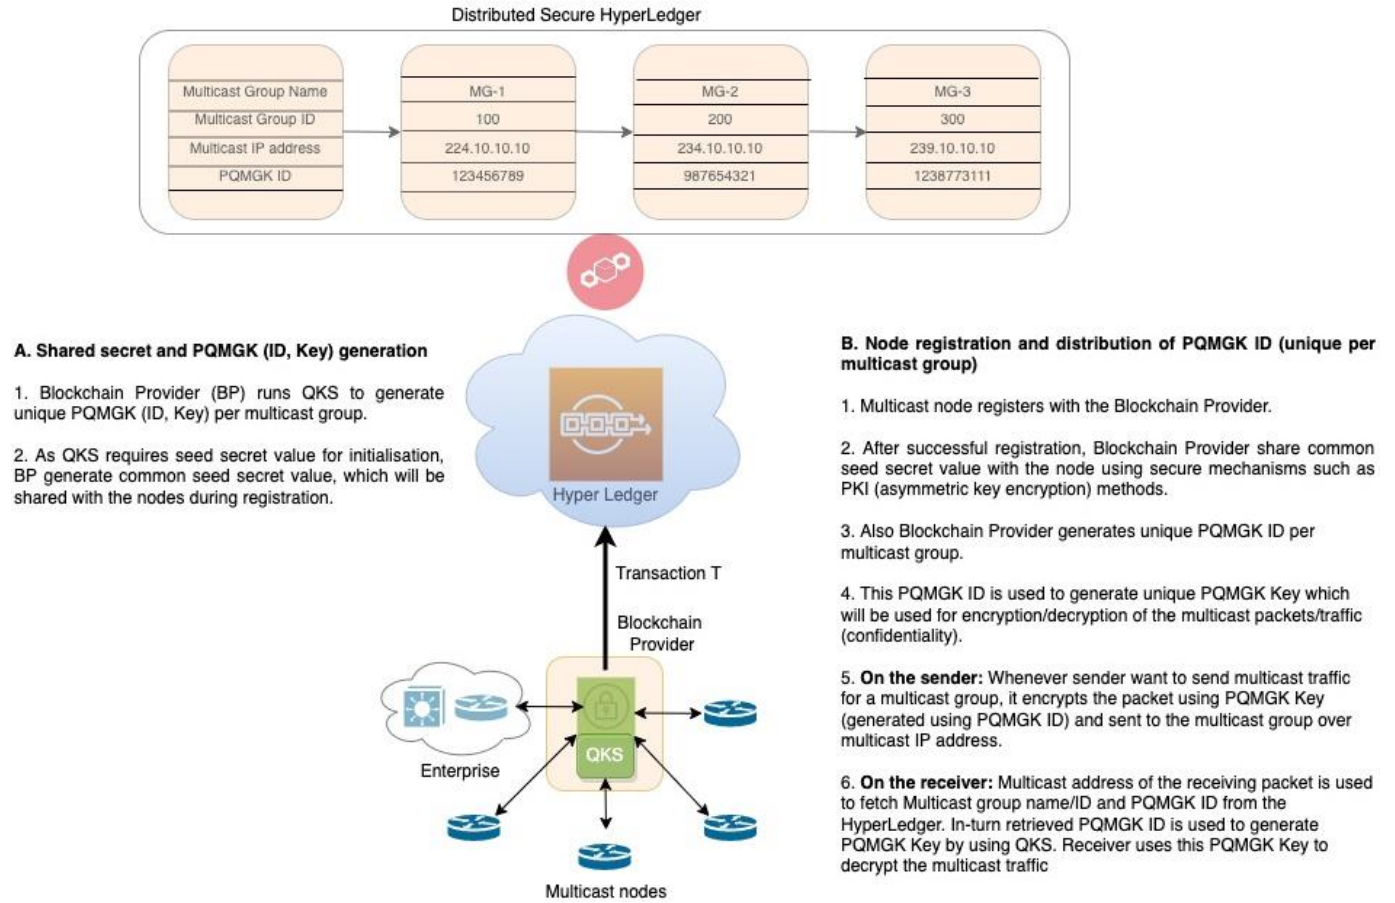 Distributed Secure HyperLedger
Multicast Group Name
Multicast Group ID
Multicast IP address
PQMGK ID
MG-1
100
224.10.10.10
123456789
MG-2
200
234.10.10.10
987654321
MG-3
300
239.10.10.10
1238773111
A. Shared secret and PQMGK (ID, Key) generation
1. Blockchain Provider (BP) runs QKS to generate
unique PQMGK (ID, Key) per multicast group.
2. As QKS requires seed secret value for initialisation,
BP generate common seed secret value, which will be
shared with the nodes during registration.
Hyper Ledger
Transaction T
Blockchain
Provider
QKS
Enterprise
Multicast nodes
B. Node registration and distribution of PQMGK ID (unique per
multicast group)
1. Multicast node registers with the Blockchain Provider.
2. After successful registration, Blockchain Provider share common
seed secret value with the node using secure mechanisms such as
PKI (asymmetric key encryption) methods.
3. Also Blockchain Provider generates unique PQMGK ID per
multicast group.
4. This PQMGK ID is used to generate unique PQMGK Key which
will be used for encryption/decryption of the multicast packets/traffic
(confidentiality).
5. On the sender: Whenever sender want to send multicast traffic
for a multicast group, it encrypts the packet using PQMGK Key
(generated using PQMGK ID) and sent to the multicast group over
multicast IP address.
6. On the receiver: Multicast address of the receiving packet is used
to fetch Multicast group name/ID and PQMGK ID from the
HyperLedger. In-turn retrieved PQMGK ID is used to generate
PQMGK Key by using QKS. Receiver uses this PQMGK Key to
decrypt the multicast traffic